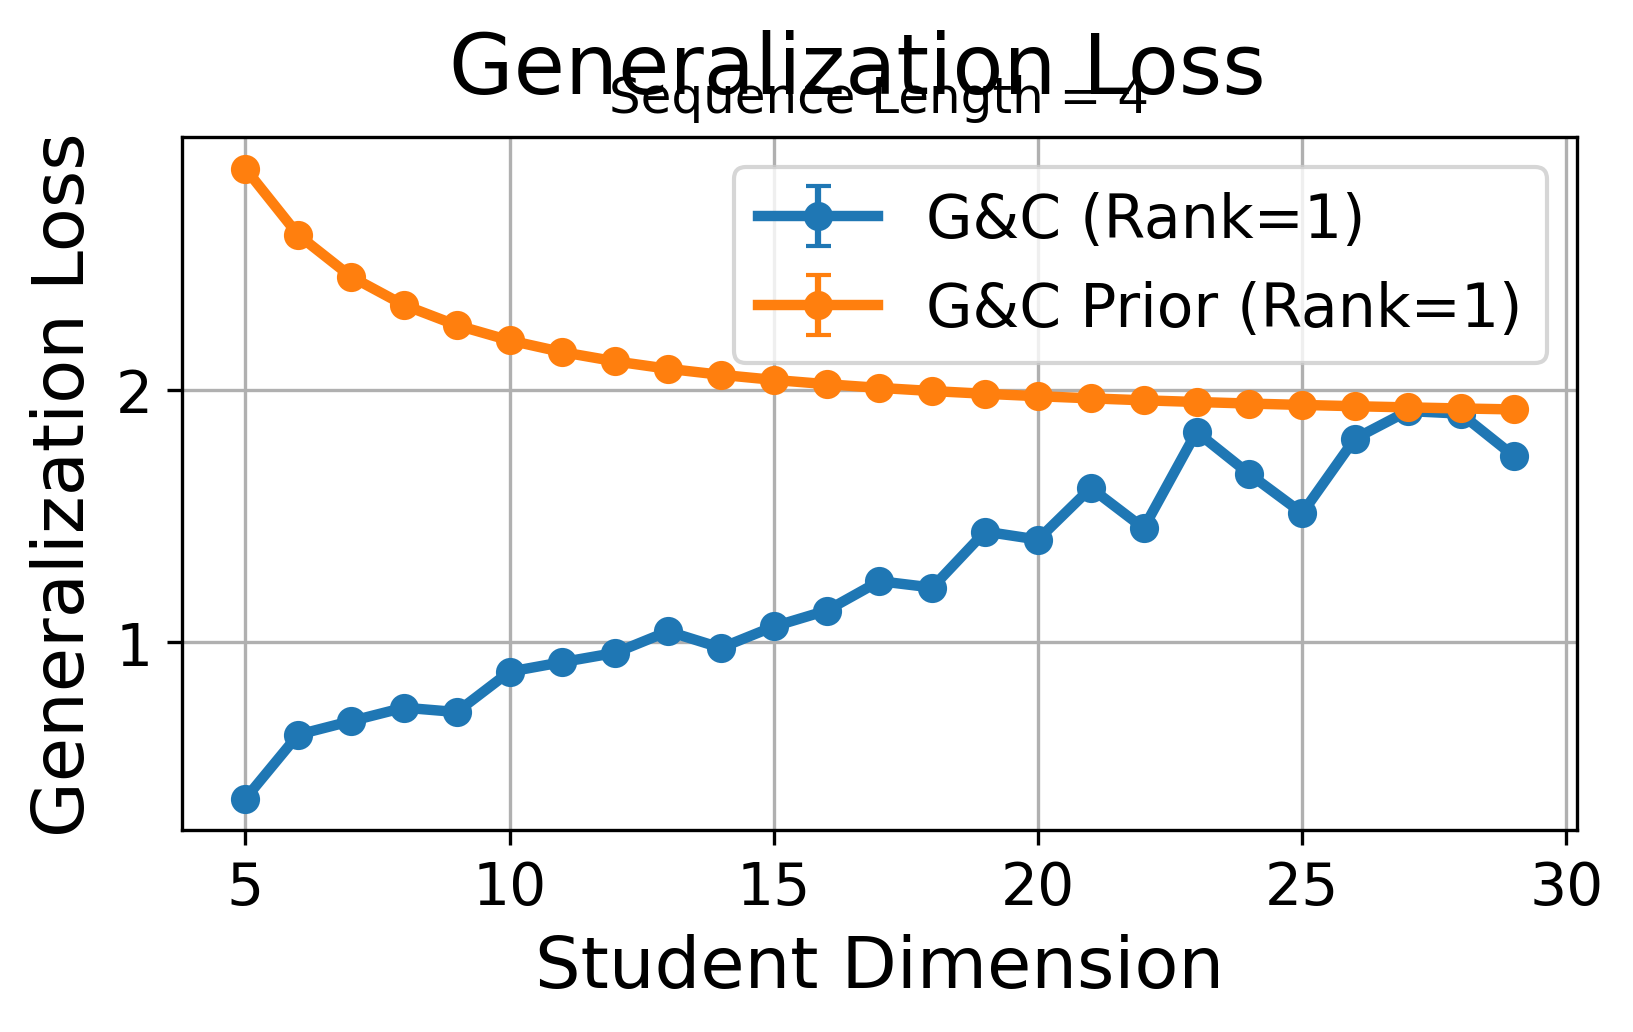 Generalization Loss
Sequence Length = 4
G&C (Rank=1)
G&C Prior (Rank=1)
Generalization Loss
2
1
5 10 15 20 25 30
Student Dimension